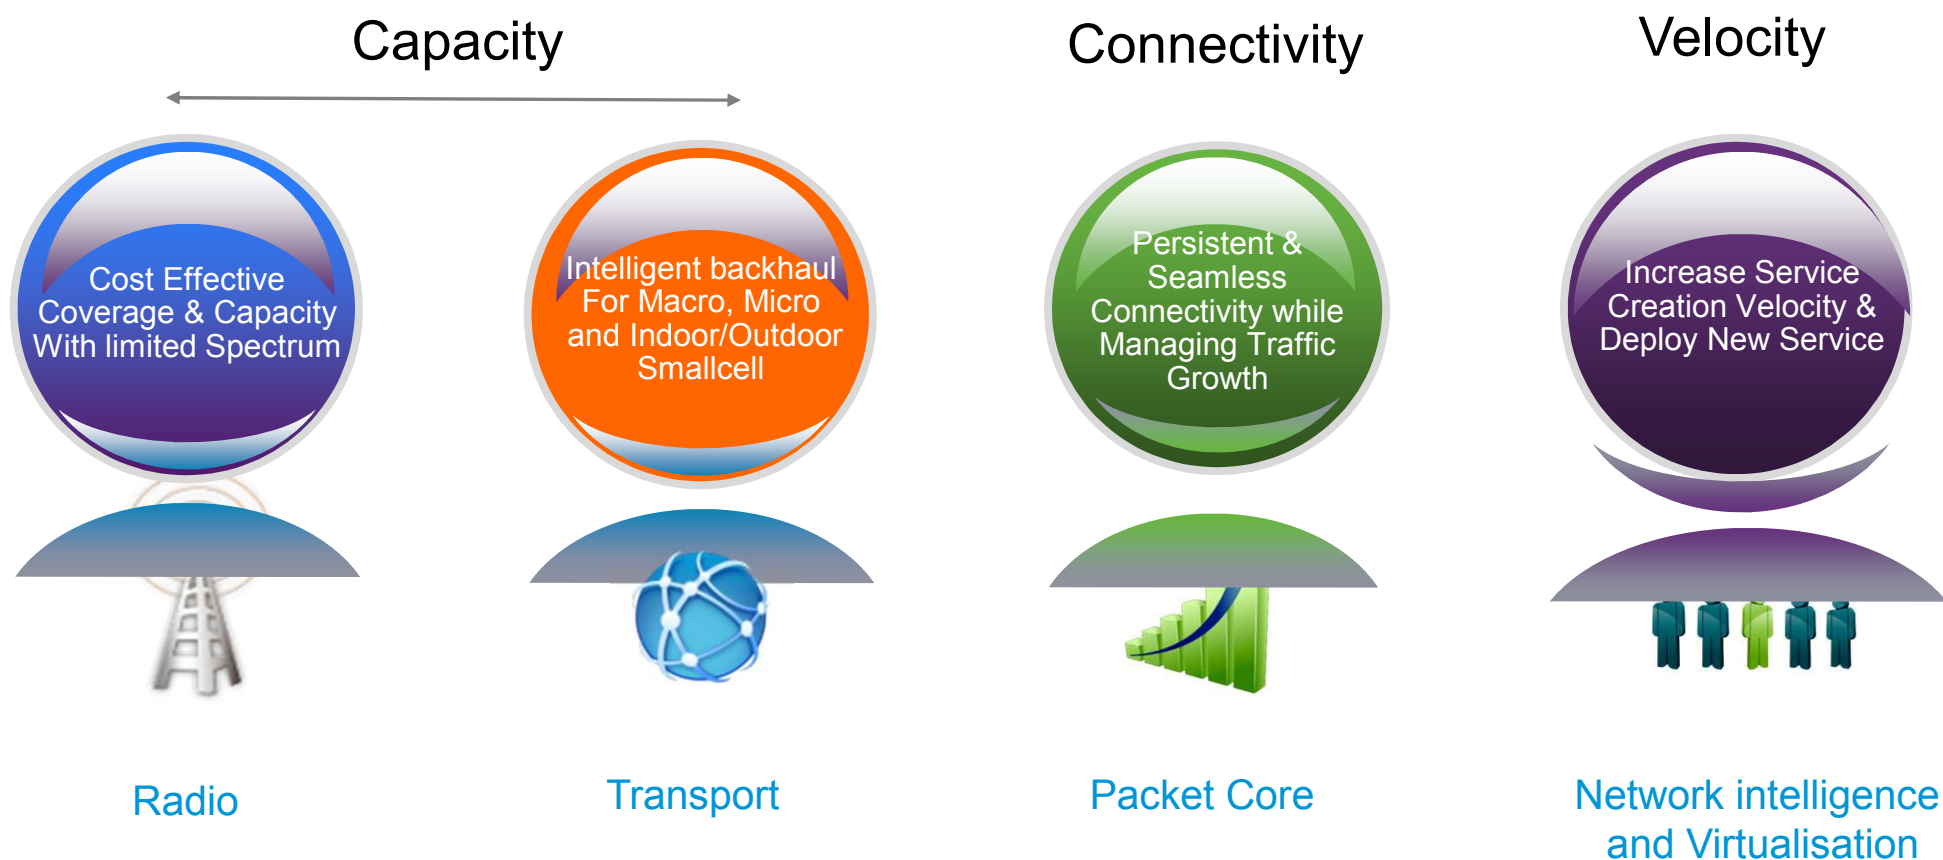 Capacity
Connectivity
Velocity
Cost Effective
Coverage & Capacity
With limited Spectrum
Intelligent backhaul
For Macro, Micro
and Indoor/Outdoor
Smallcell
Persistent &
Seamless
Connectivity while
Managing Traffic
Growth
Increase Service
Creation Velocity &
Deploy New Service
Radio
Transport
Packet Core
Network intelligence
and Virtualisation